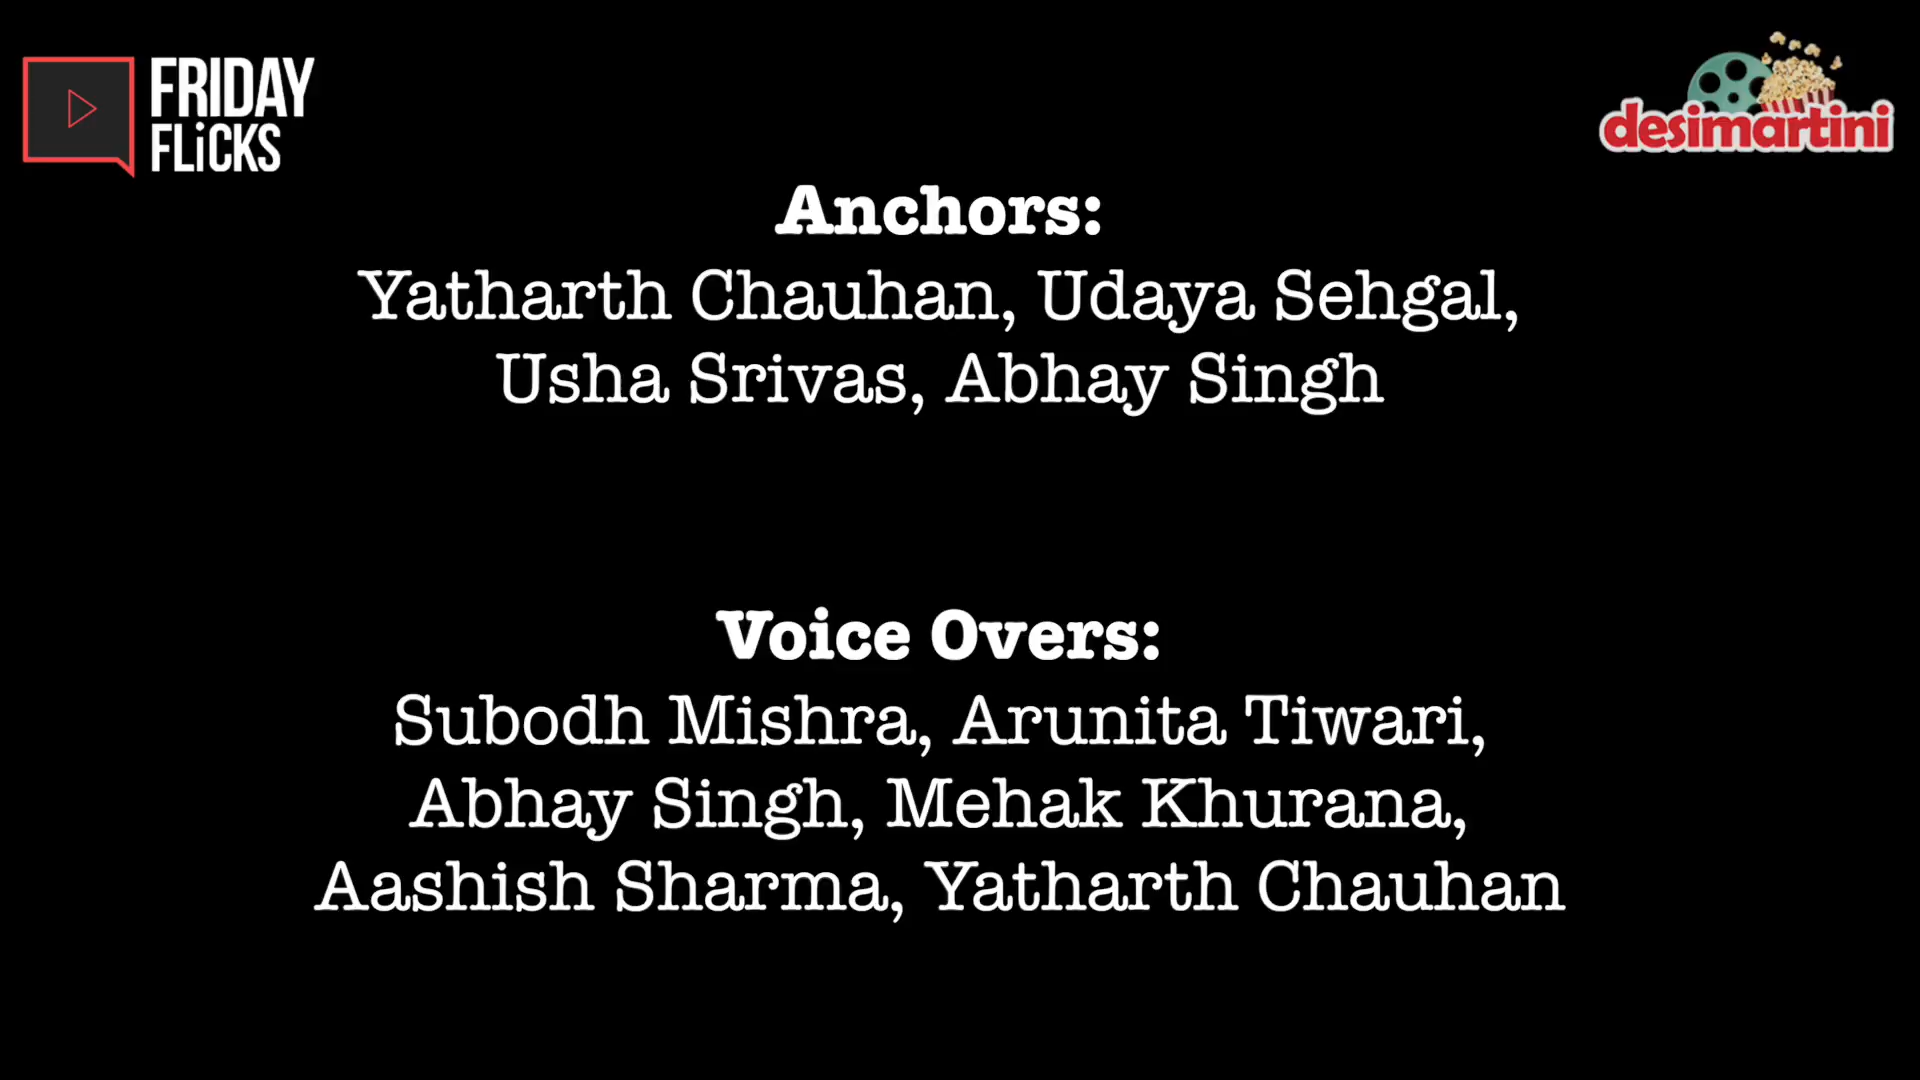 FRIDAY
FLiCKS
desimartini
Anchors:
Yatharth Chauhan, Udaya Sehgal,
Usha Srivas, Abhay Singh
Voice Overs:
Subodh Mishra, Arunita Tiwari,
Abhay Singh, Mehak Khurana,
Aashish Sharma, Yatharth Chauhan